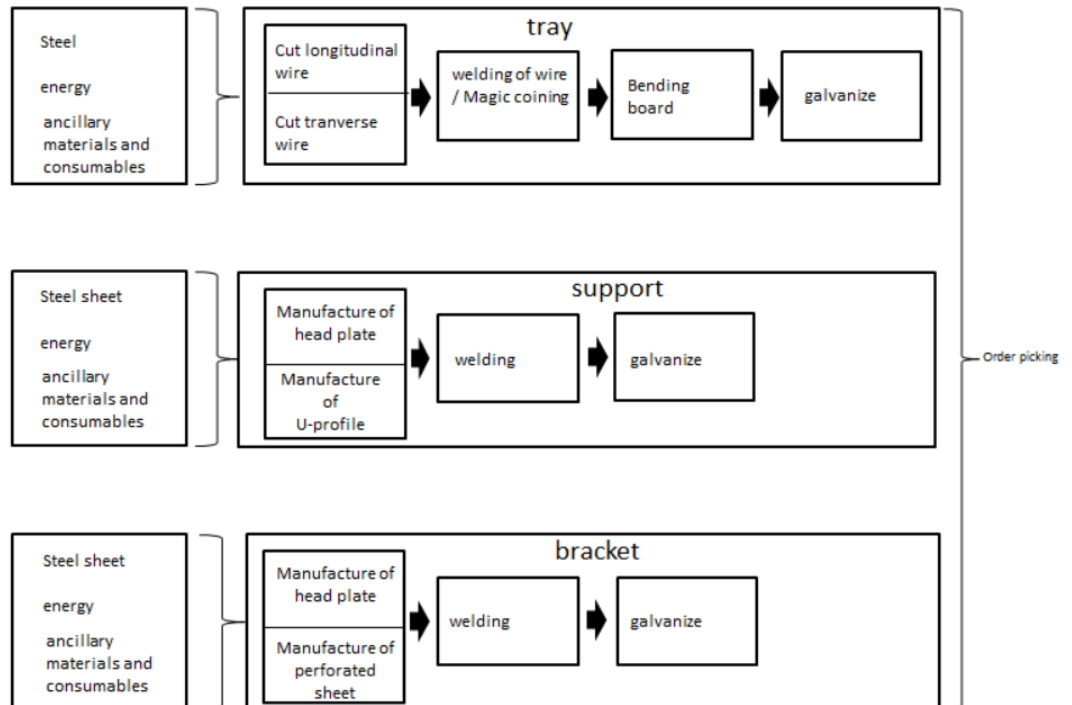 tray
Steel
energy
ancillary
materials and
consumables
Cut longitudinal
wire
Cut tranverse
wire
welding of wire
/ Magic coining
Bending
board
galvanize
support
Steel sheet
energy
ancillary
materials and
consumables
Manufacture of
head plate
Manufacture
of
U-profile
welding
galvanize
Order picking
bracket
Steel sheet
energy
ancillary
materials and
consumables
Manufacture of
head plate
Manufacture of
perforated
sheet
welding
galvanize